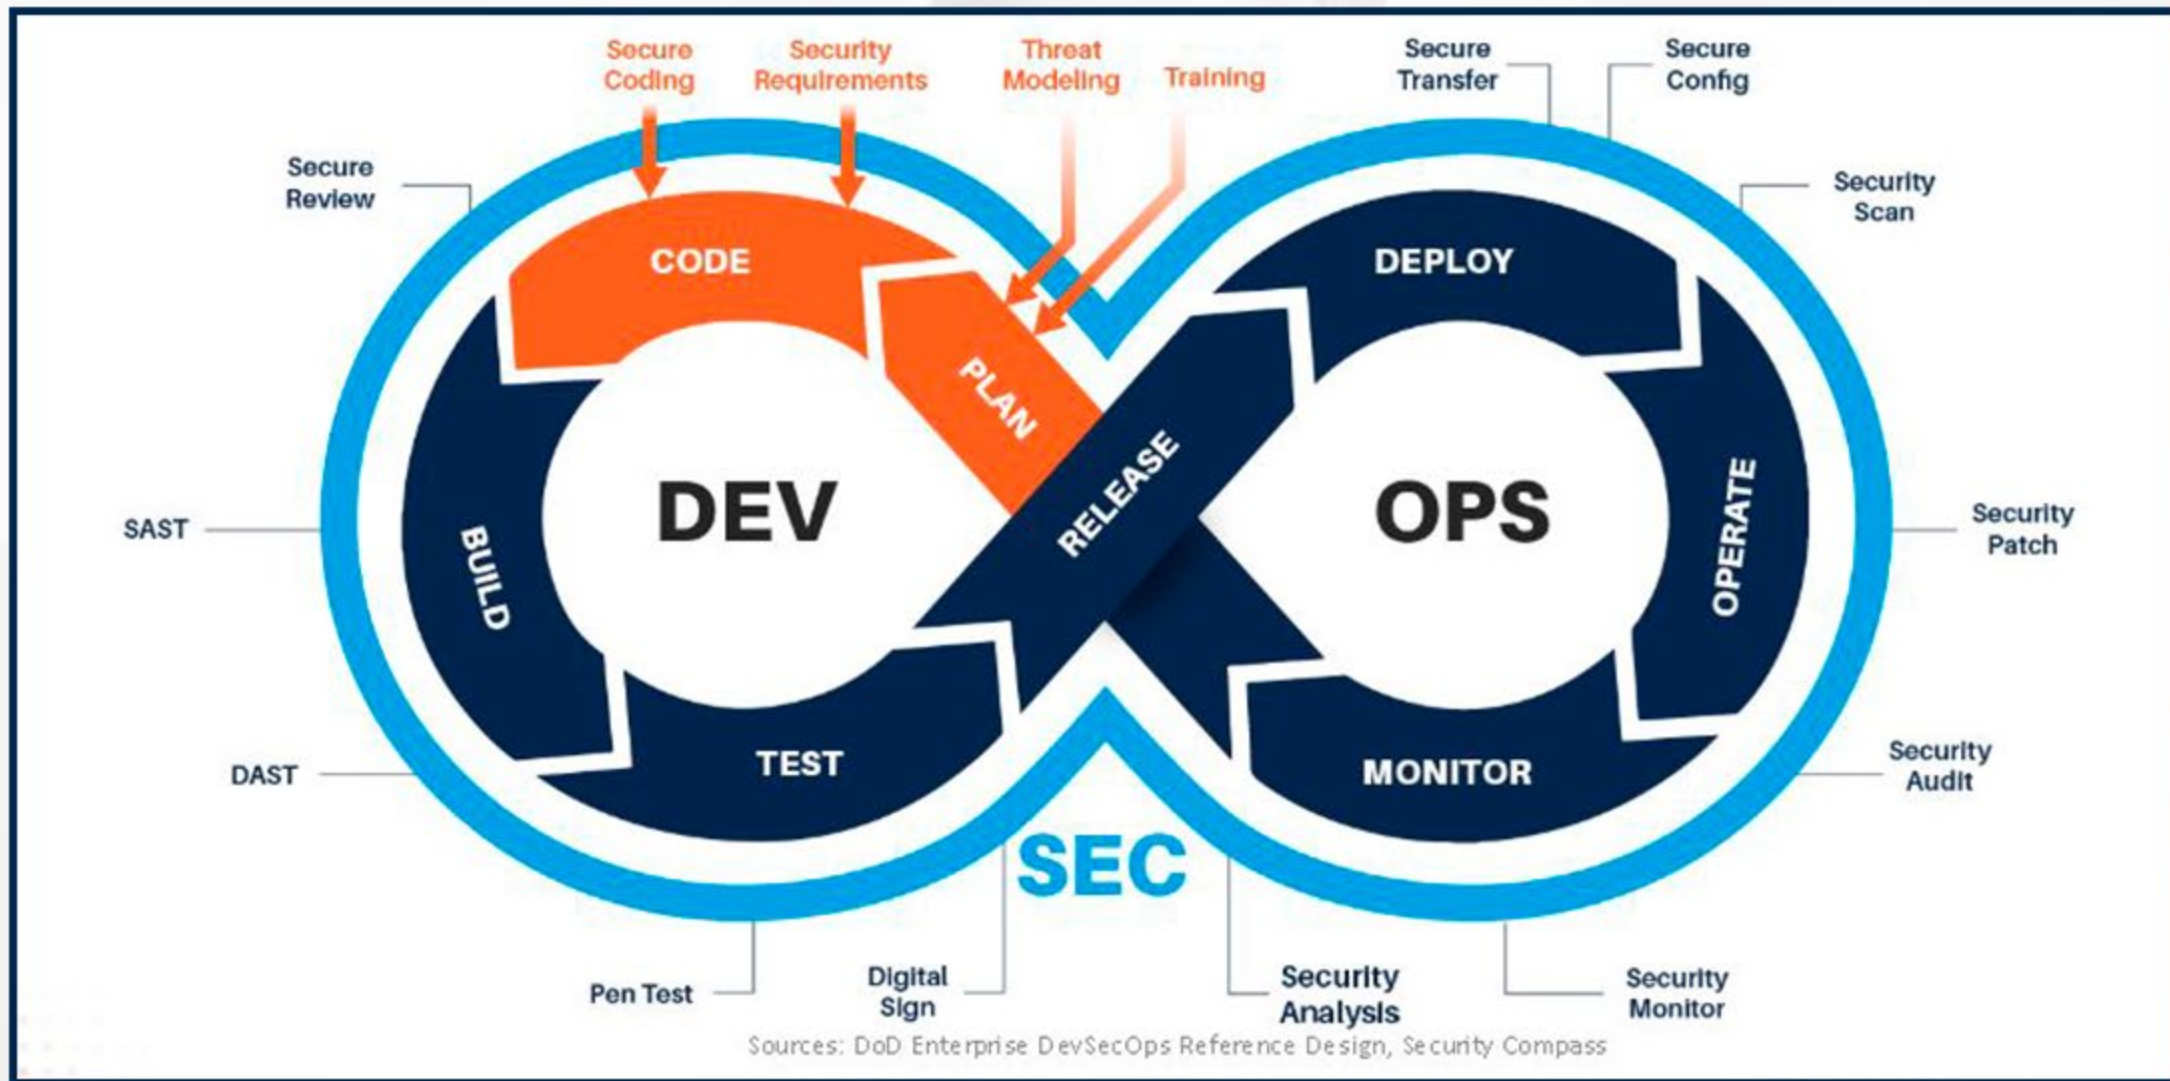 Secure
Coding
Security
Requirements
Threat
Modeling
Training
Secure
Transfer
Secure
Config
Secure
Review
Security
Scan
CODE
DEPLOY
PLAN
RELEASE
DEV
OPS
SAST
BUILD
OPERATE
Security
Patch
DAST
TEST
MONITOR
Security
Audit
SEC
Pen Test
Digital
Sign
Security
Analysis
Security
Monitor
Sources: DoD Enterprise DevSecOps Reference Design, Security Compass